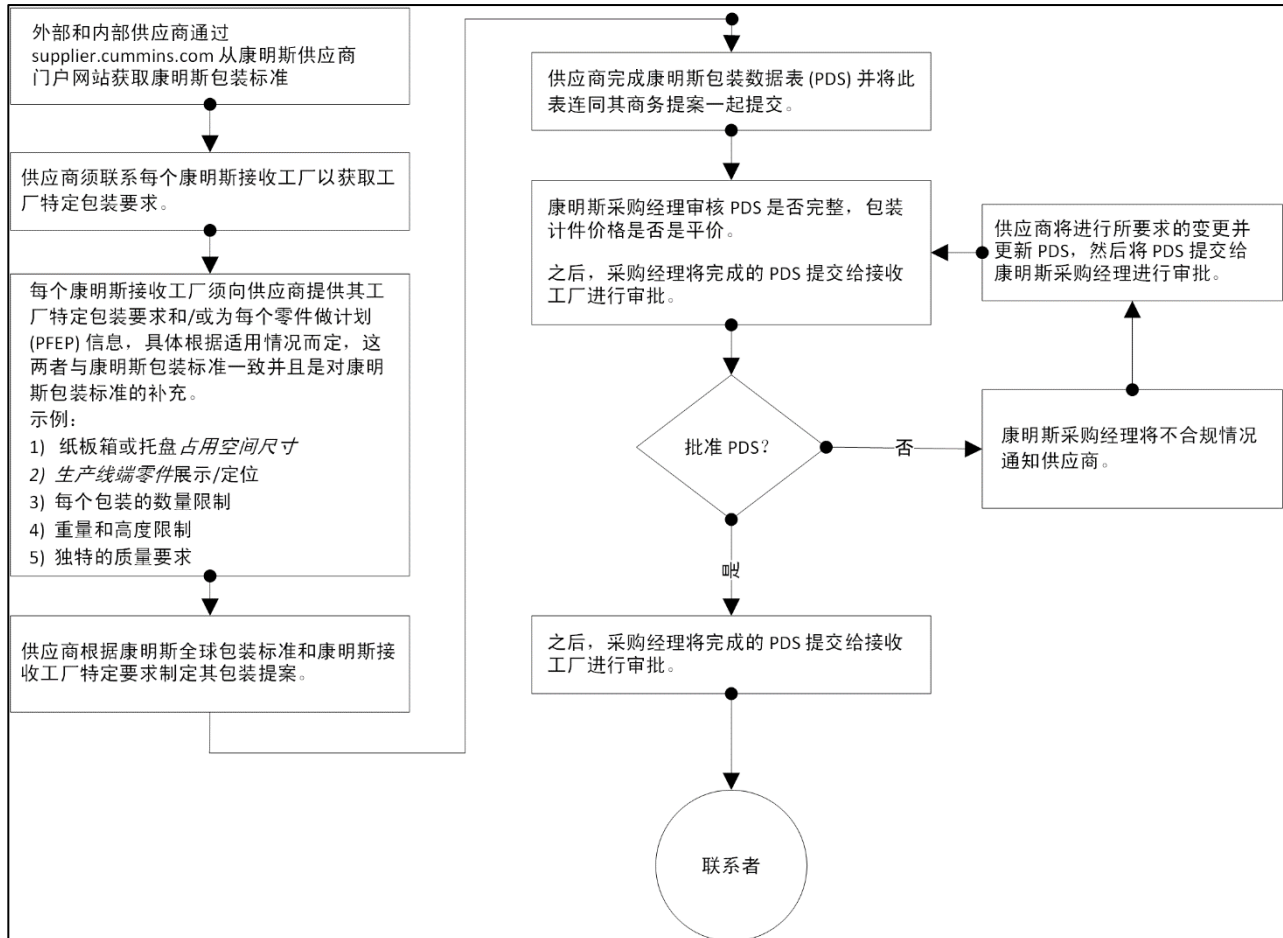 外部和内部供应商通过
supplier.cummins.com 从康明斯供应商
门户网站获取康明斯包装标准
供应商须联系每个康明斯接收工厂以获取工
厂特定包装要求。
每个康明斯接收工厂须向供应商提供其工
厂特定包装要求和/或为每个零件做计划
(PFEP) 信息，具体根据适用情况而定，这
两者与康明斯包装标准一致并且是对康明
斯包装标准的补充。
示例：
1) 纸板箱或托盘占用空间尺寸
2) 生产线端零件展示/定位
3) 每个包装的数量限制
4) 重量和高度限制
5) 独特的质量要求
供应商根据康明斯全球包装标准和康明斯接
收工厂特定要求制定其包装提案。
供应商完成康明斯包装数据表 (PDS) 并将此
表连同其商务提案一起提交。
康明斯采购经理审核 PDS 是否完整，包装
计件价格是否是平价。
之后，采购经理将完成的 PDS 提交给接收
工厂进行审批。
批准 PDS？
否
康明斯采购经理将不合规情况
通知供应商。
供应商将进行所要求的变更并
更新 PDS，然后将 PDS 提交给
康明斯采购经理进行审批。
是
之后，采购经理将完成的 PDS 提交给接收
工厂进行审批。
联系者